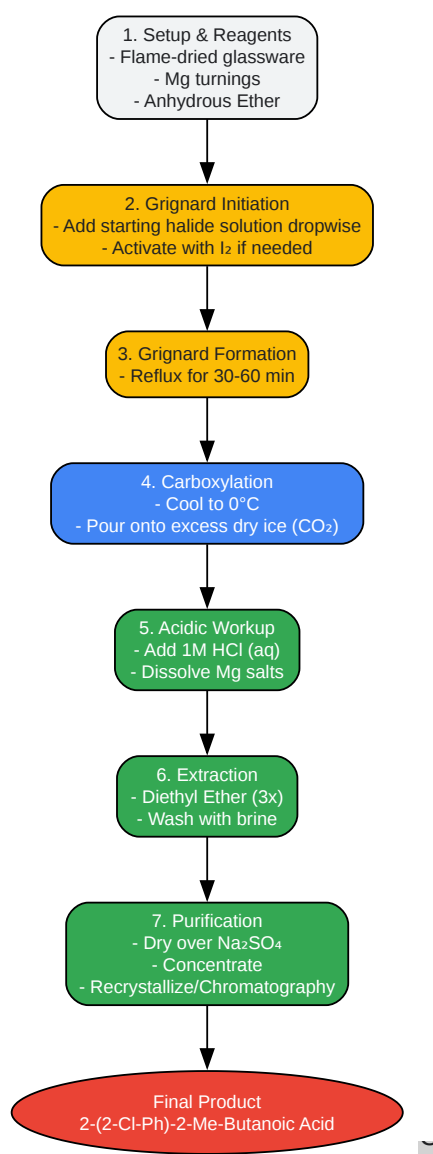 1. Setup & Reagents
- Flame-dried glassware
- Mg turnings
- Anhydrous Ether
2. Grignard Initiation
- Add starting halide solution dropwise
- Activate with I₂ if needed
3. Grignard Formation
- Reflux for 30-60 min
4. Carboxylation
- Cool to 0°C
- Pour onto excess dry ice (CO₂)
5. Acidic Workup
- Add 1M HCl (aq)
- Dissolve Mg salts
6. Extraction
- Diethyl Ether (3x)
- Wash with brine
7. Purification
- Dry over Na₂SO₄
- Concentrate
- Recrystallize/Chromatography
Final Product
2-(2-Cl-Ph)-2-Me-Butanoic Acid